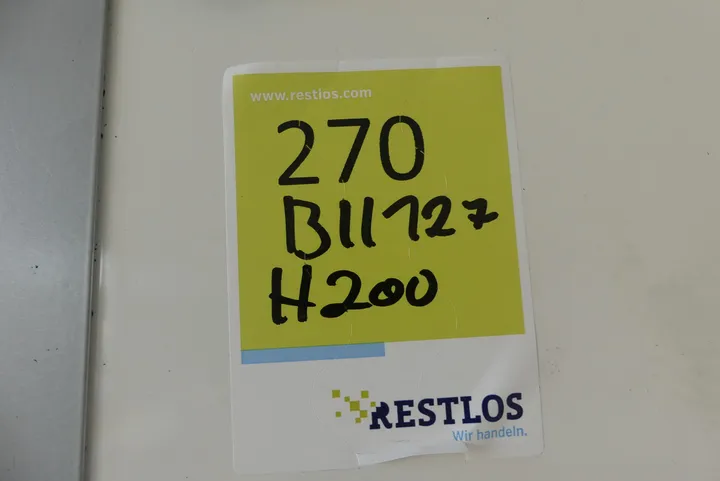 www.restlos.com
270
B11727
H200
RESTLOS
Wir handeln.